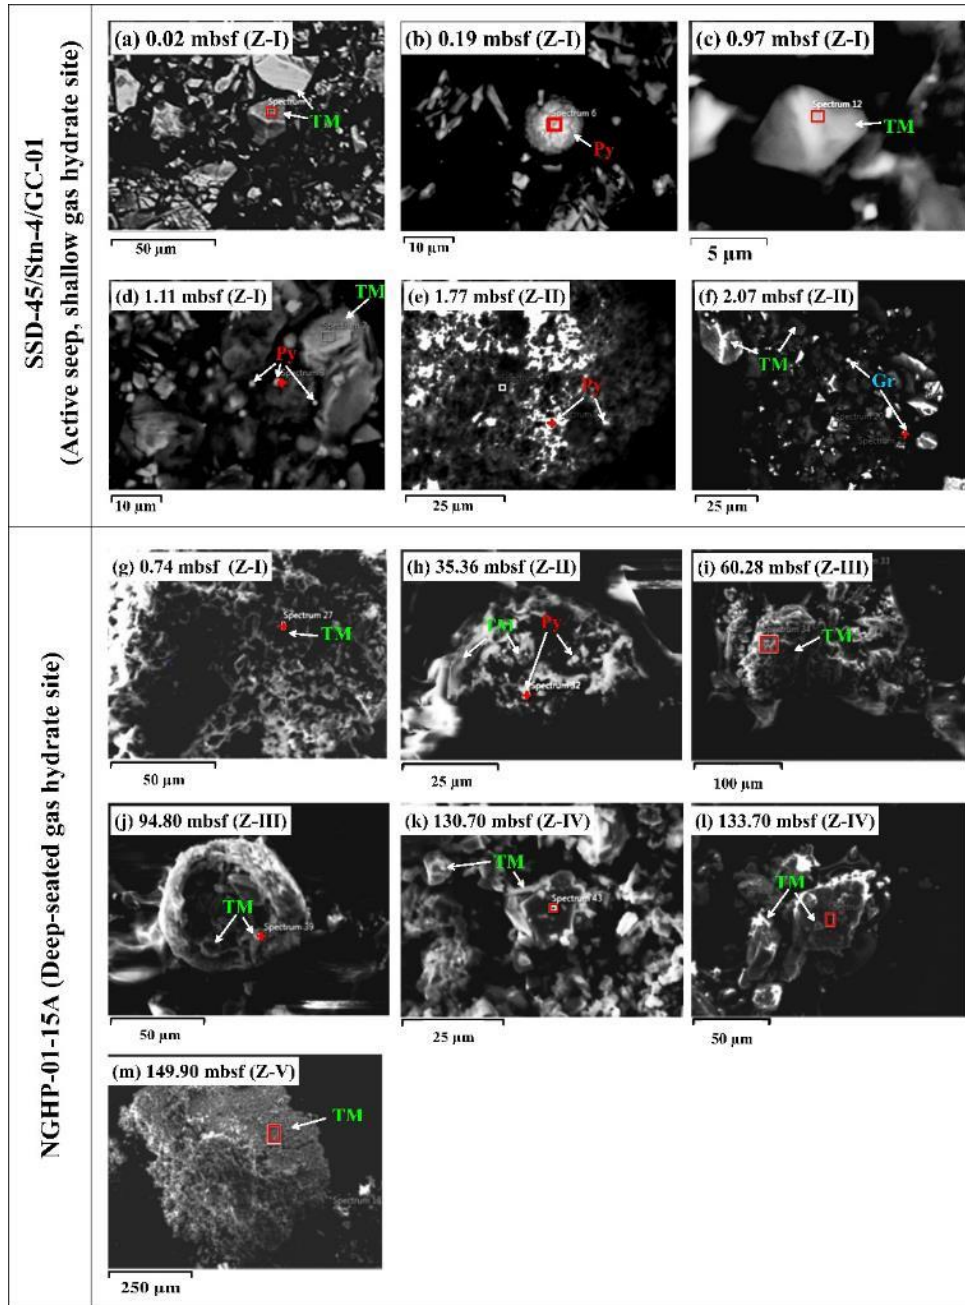 SSD-45/Stn-4/GC-01
(Active seep, shallow gas hydrate site)
(a) 0.02 mbsf (Z-I)
Spectrum
TM
50 µm
(b) 0.19 mbsf (Z-I)
Spectrum 6
Py
10 µm
(c) 0.97 mbsf (Z-I)
Spectrum 12
TM
5 µm
(d) 1.11 mbsf (Z-I)
TM
Py
10 µm
(e) 1.77 mbsf (Z-II)
Py
25 µm
(f) 2.07 mbsf (Z-II)
TM
Gr
25 µm
NGHP-01-15A (Deep-seated gas hydrate site)
(g) 0.74 mbsf (Z-I)
Spectrum 27
TM
50 µm
(h) 35.36 mbsf (Z-II)
TM
Py
Spectrum 32
25 µm
(i) 60.28 mbsf (Z-III)
TM
100 µm
(j) 94.80 mbsf (Z-III)
TM
Spectrum 39
50 µm
(k) 130.70 mbsf (Z-IV)
TM
Spectrum 43
25 µm
(l) 133.70 mbsf (Z-IV)
TM
50 µm
(m) 149.90 mbsf (Z-V)
TM
250 µm